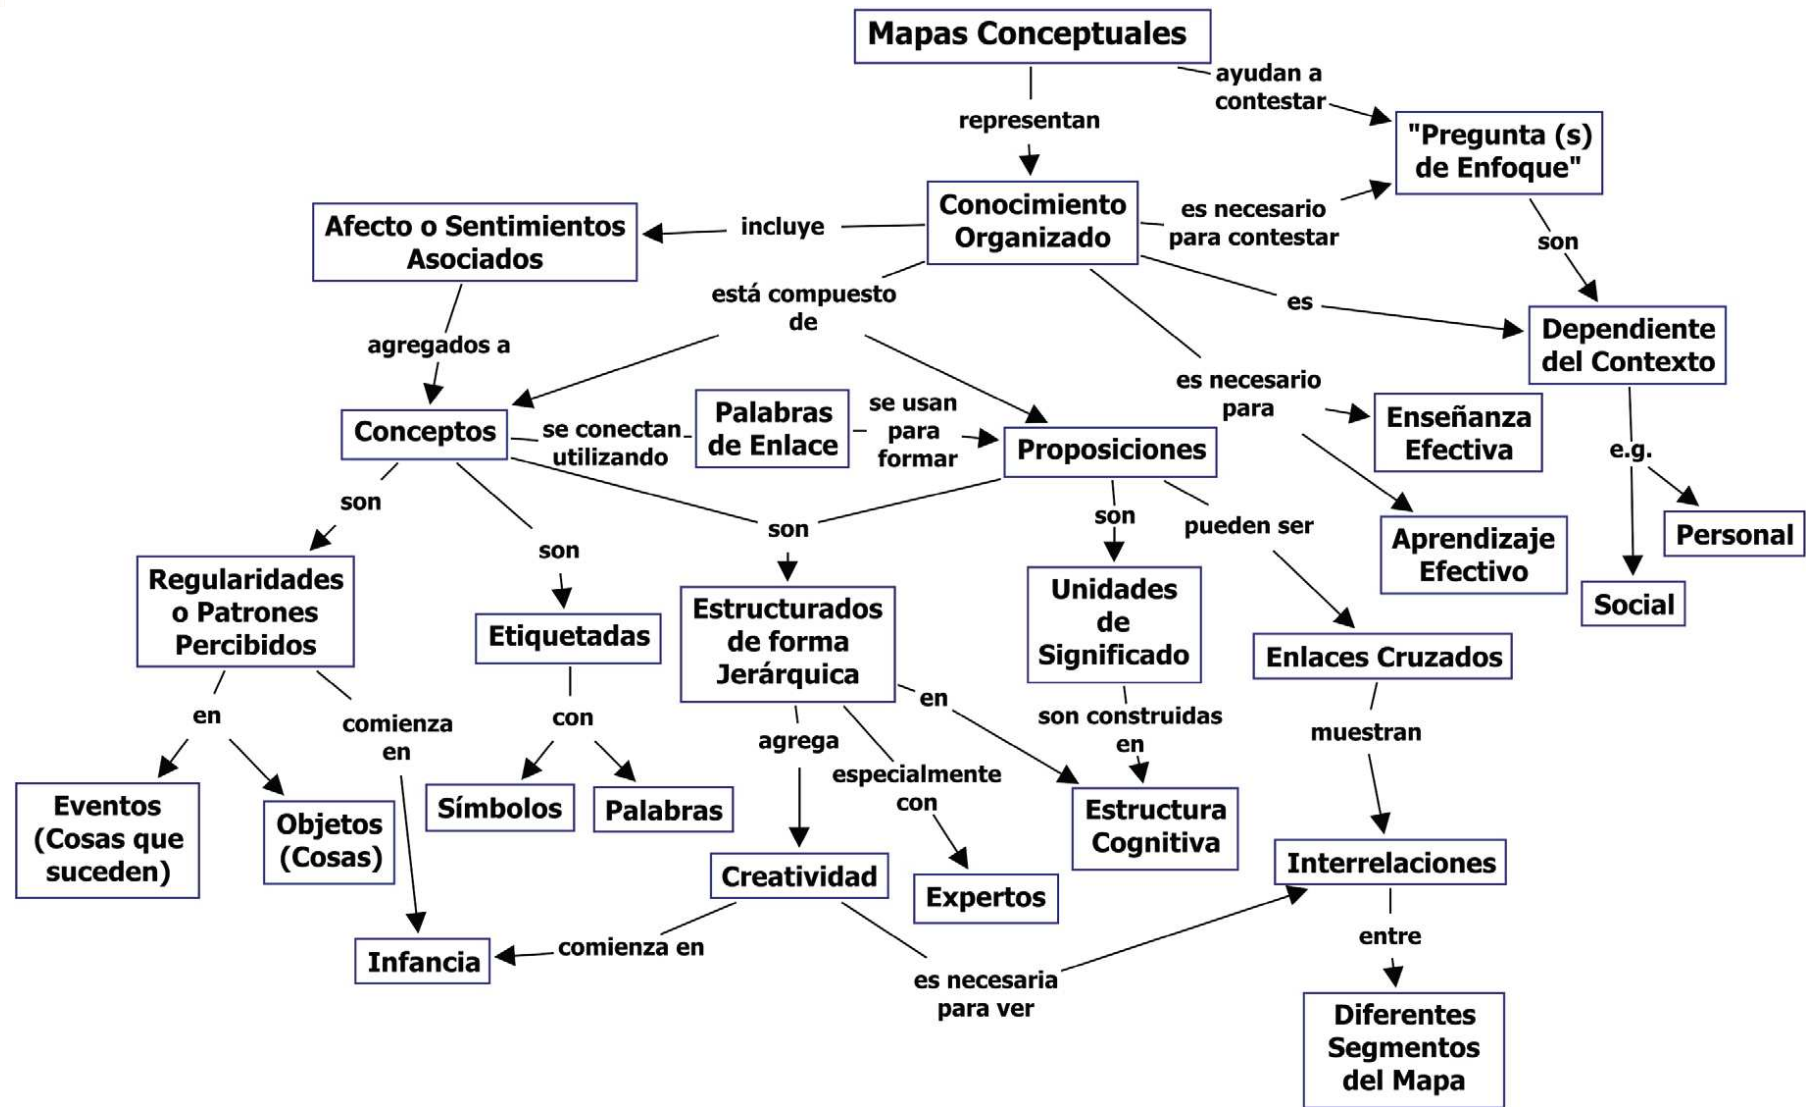 Mapas Conceptuales
ayudan a
contestar
representan
"Pregunta (s)
de Enfoque"
Conocimiento
Organizado
es necesario
para contestar
Afecto o Sentimientos
Asociados
incluye
son
está compuesto
de
es
Dependiente
del Contexto
agregados a
es necesario
para
Enseñanza
Efectiva
Conceptos
se conectan
utilizando
Palabras
de Enlace
se usan
para
formar
Proposiciones
e.g.
son
son
son
son
pueden ser
Aprendizaje
Efectivo
Personal
Social
Regularidades
o Patrones
Percibidos
Etiquetadas
Estructurados
de forma
Jerárquica
Unidades
de
Significado
Enlaces Cruzados
en
comienza
en
con
agrega
en
especialmente
con
son construidas
en
muestran
Eventos
(Cosas que
suceden)
Objetos
(Cosas)
Símbolos
Palabras
Estructura
Cognitiva
Creatividad
Expertos
Interrelaciones
Infancia
comienza en
es necesaria
para ver
entre
Diferentes
Segmentos
del Mapa